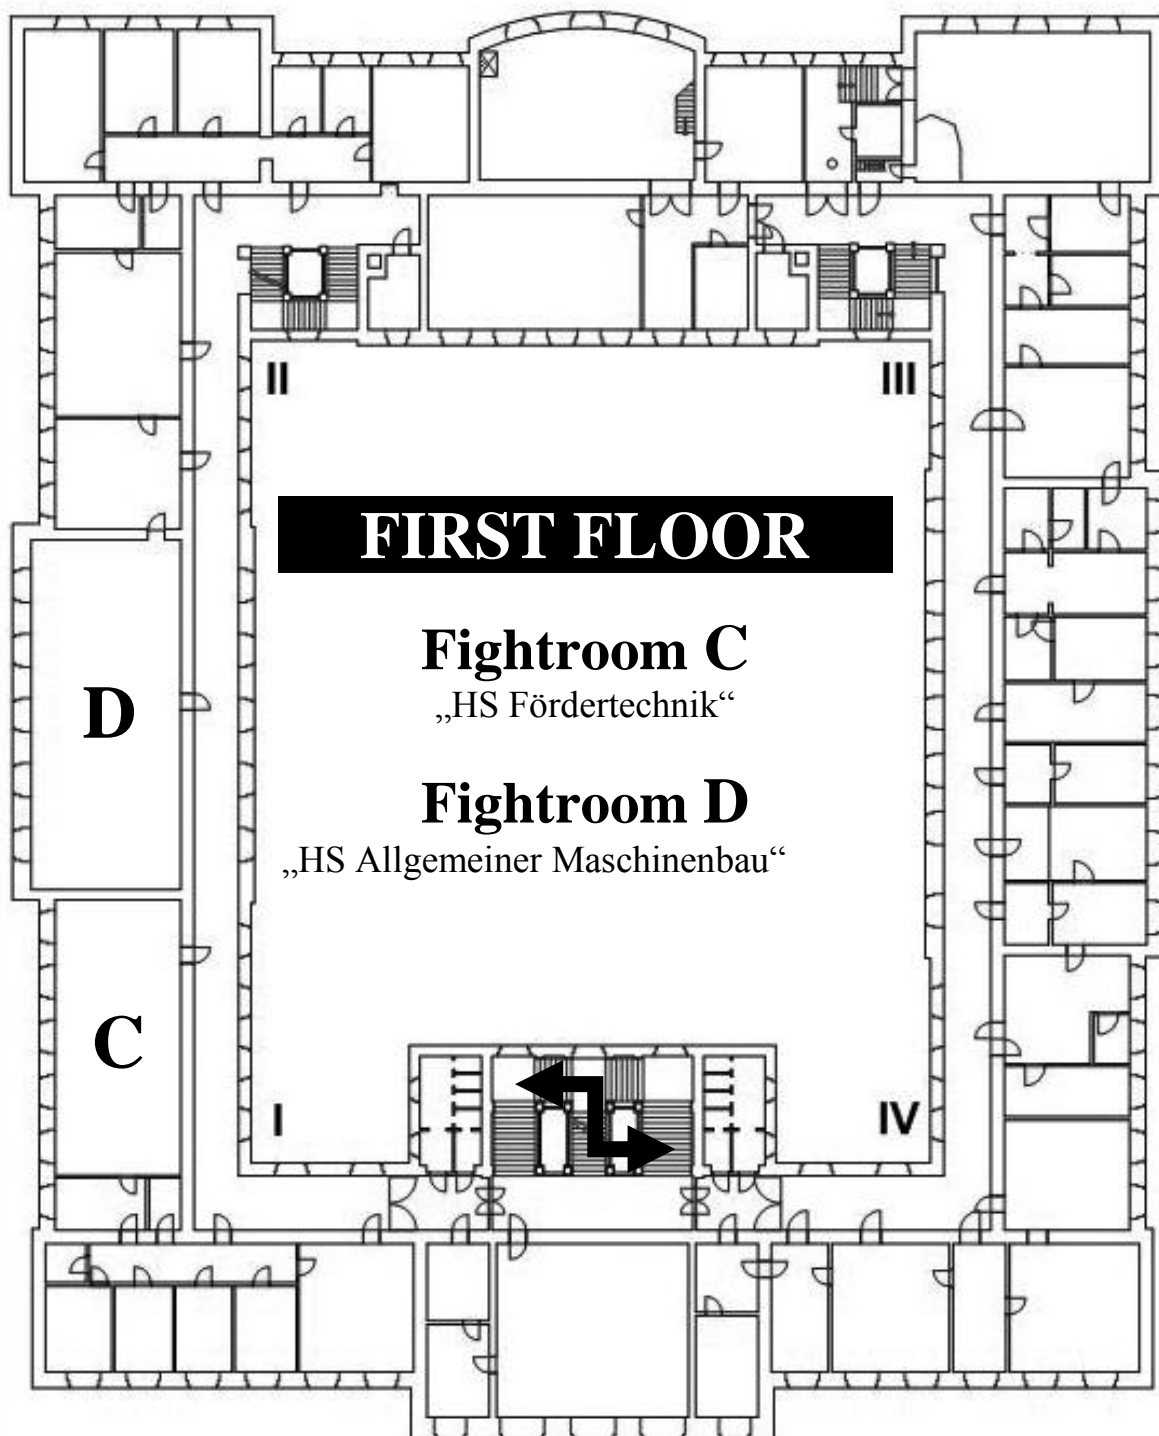 II
III
FIRST FLOOR
Fightroom C
„HS Fördertechnik“
D
Fightroom D
„HS Allgemeiner Maschinenbau“
C
I
IV